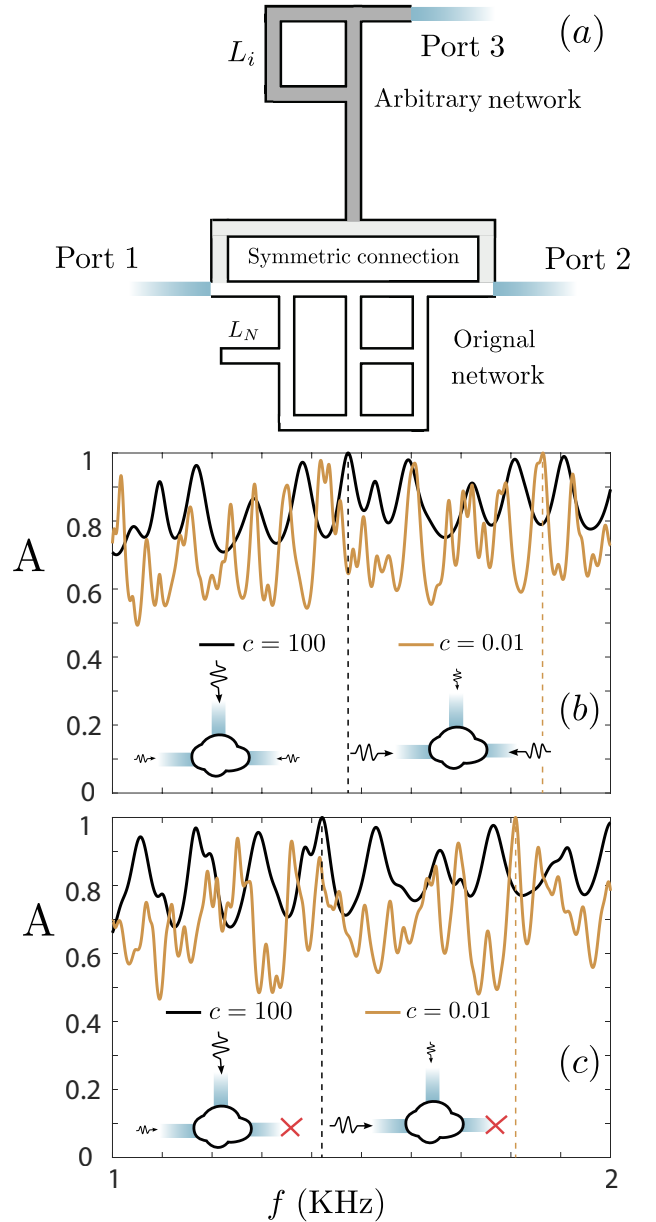 (a)
L_i
Port 3
Arbitrary network
Port 1
Symmetric connection
Port 2
L_N
Orignal
network
1
0.8
A
0.6
0.4
c = 100
c = 0.01
0.2
(b)
0
1
0.8
A
0.6
0.4
c = 100
c = 0.01
(c)
0.2
0
1
2
f (KHz)